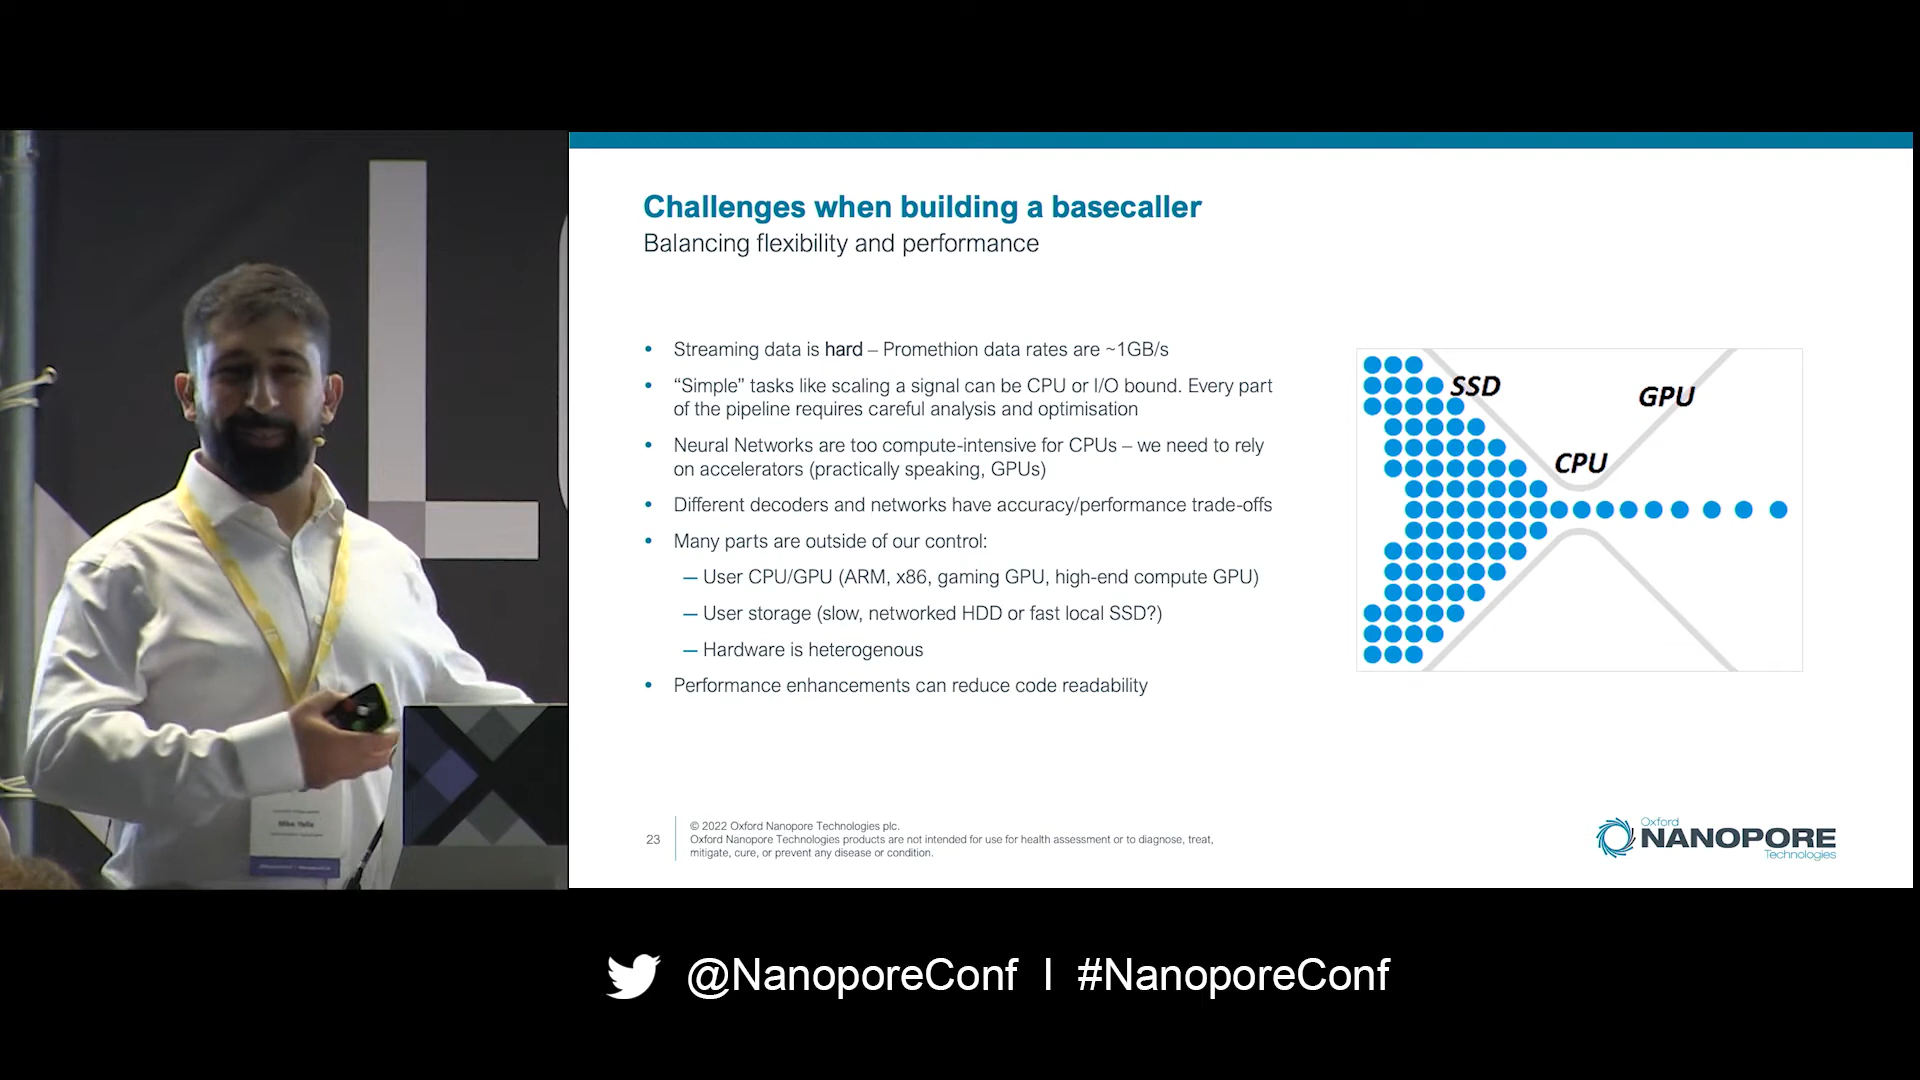 Challenges when building a basecaller
Balancing flexibility and performance
• Streaming data is hard – Promethion data rates are ~1GB/s
• “Simple” tasks like scaling a signal can be CPU or I/O bound. Every part
of the pipeline requires careful analysis and optimisation
• Neural Networks are too compute-intensive for CPUs – we need to rely
on accelerators (practically speaking, GPUs)
• Different decoders and networks have accuracy/performance trade-offs
• Many parts are outside of our control:
— User CPU/GPU (ARM, x86, gaming GPU, high-end compute GPU)
— User storage (slow, networked HDD or fast local SSD?)
— Hardware is heterogenous
• Performance enhancements can reduce code readability
SSD
GPU
CPU
23
© 2022 Oxford Nanopore Technologies plc.
Oxford Nanopore Technologies products are not intended for use for health assessment or to diagnose, treat,
mitigate, cure, or prevent any disease or condition.
Oxford
NANOPORE
Technologies
@NanoporeConf | #NanoporeConf